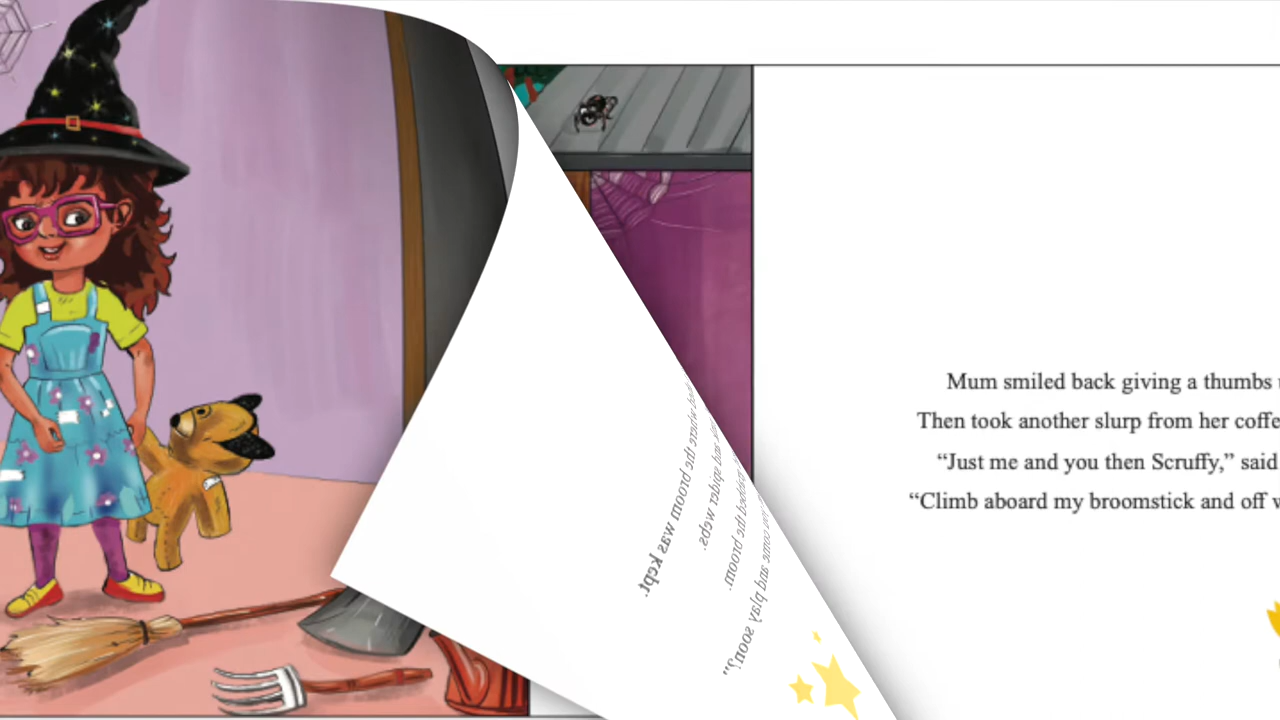 where the broom was kept.
and spider webs.
the broom.
come and play soon?”
Mum smiled back giving a thumbs
Then took another slurp from her coffe
“Just me and you then Scruffy,” said
“Climb aboard my broomstick and off